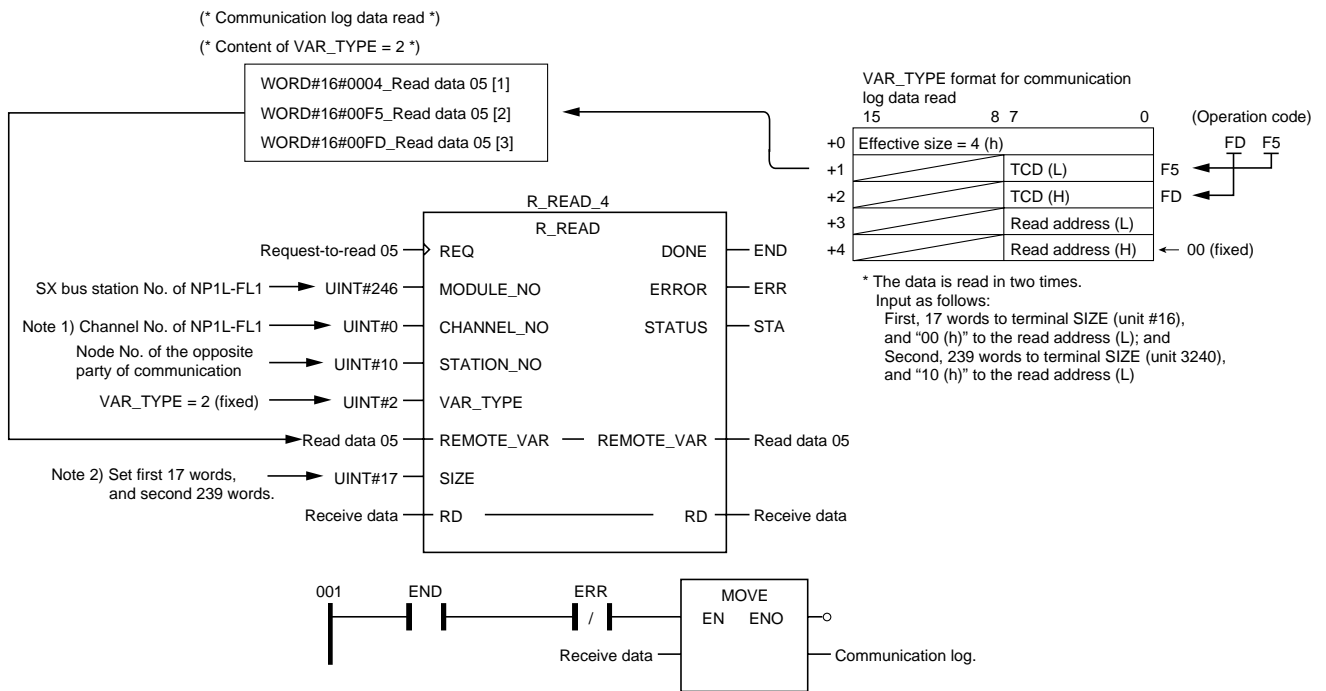 (* Communication log data read *)
(* Content of VAR_TYPE = 2 *)
WORD#16#0004_Read data 05 [1]
WORD#16#00F5_Read data 05 [2]
WORD#16#00FD_Read data 05 [3]
VAR_TYPE format for communication
log data read
15 8 7 0 (Operation code)
+0 Effective size = 4 (h) FD F5
+1 TCD (L) F5
+2 TCD (H) FD
+3 Read address (L)
+4 Read address (H) 00 (fixed)
* The data is read in two times.
Input as follows:
First, 17 words to terminal SIZE (unit #16),
and “00 (h)” to the read address (L); and
Second, 239 words to terminal SIZE (unit 3240),
and “10 (h)” to the read address (L)
R_READ_4
R_READ
Request-to-read 05 REQ DONE END
SX bus station No. of NP1L-FL1 UINT#246 MODULE_NO ERROR ERR
Note 1) Channel No. of NP1L-FL1 UINT#0 CHANNEL_NO STATUS STA
Node No. of the opposite
party of communication UINT#10 STATION_NO
VAR_TYPE = 2 (fixed) UINT#2 VAR_TYPE
Read data 05 REMOTE_VAR REMOTE_VAR Read data 05
Note 2) Set first 17 words,
and second 239 words. UINT#17 SIZE
Receive data RD RD Receive data
001 END ERR MOVE
/ EN ENO
Receive data Communication log.